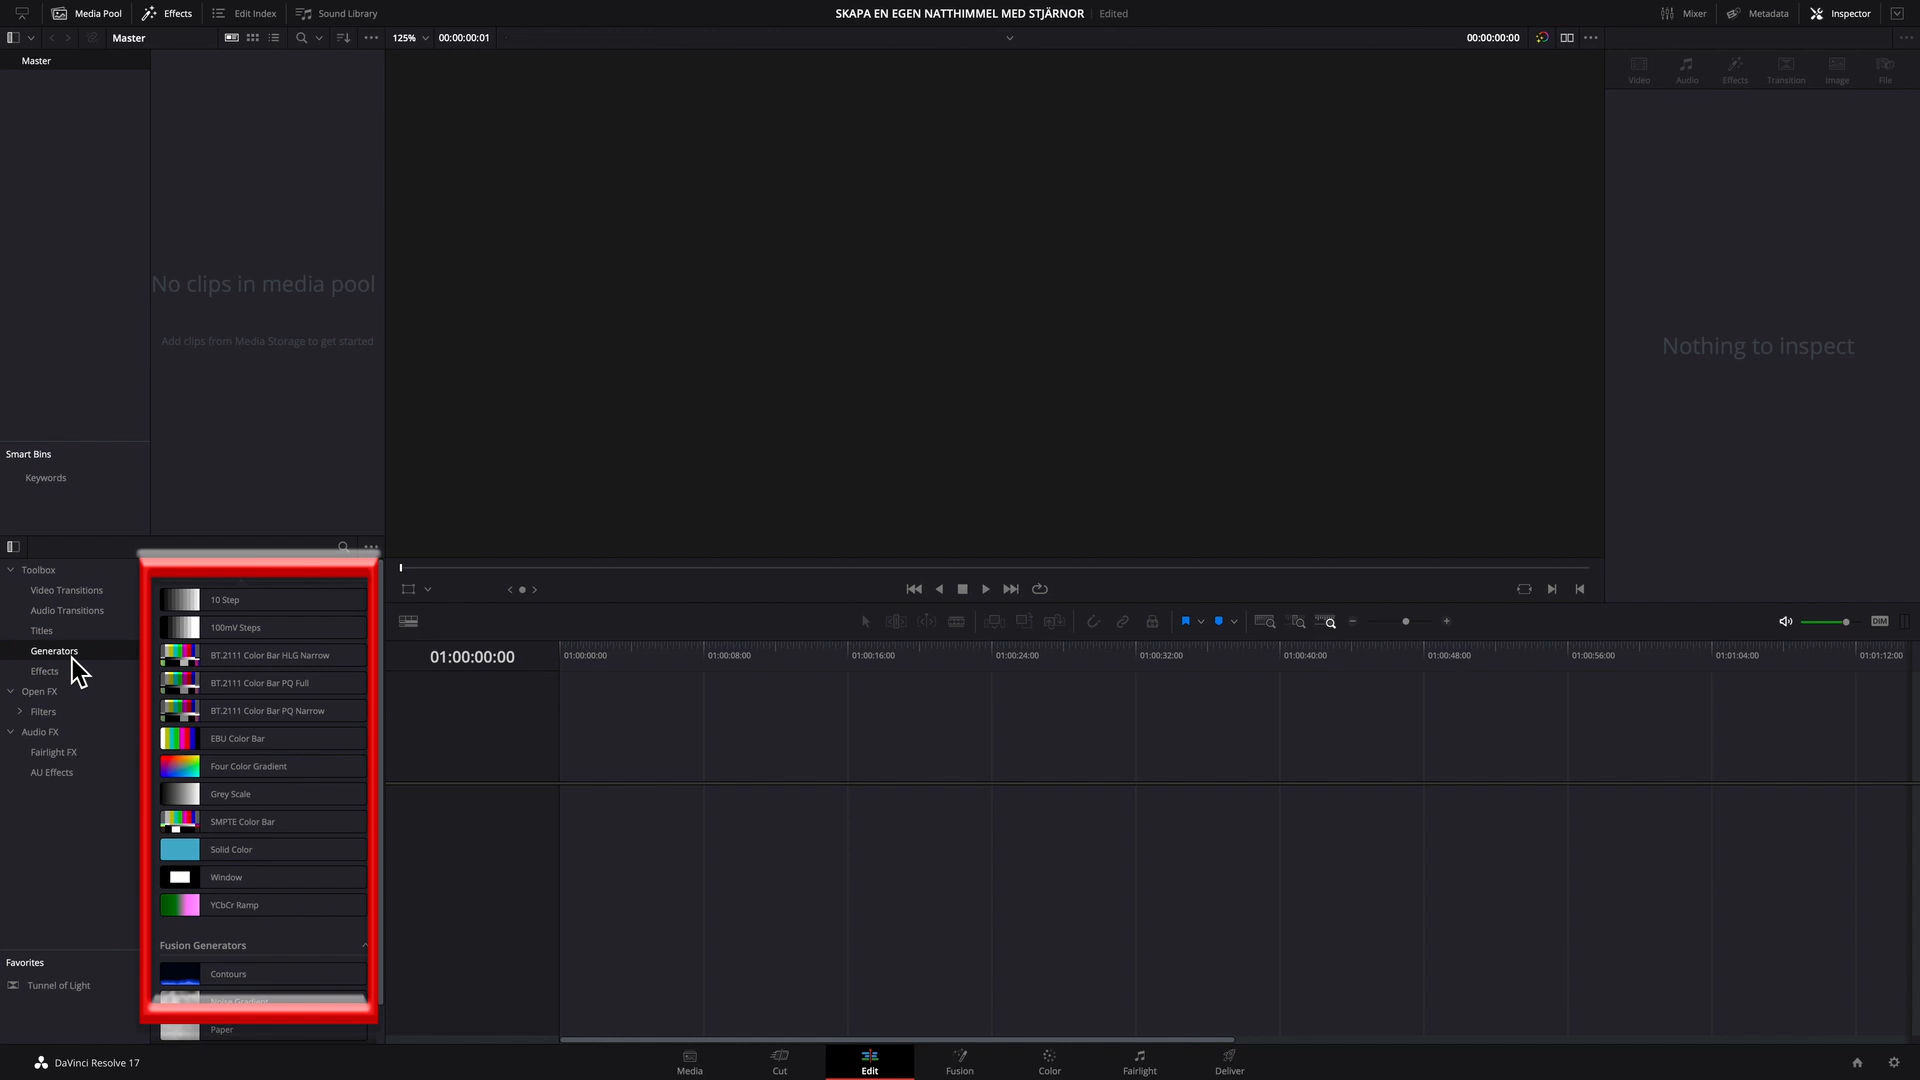 Media Pool
Effects
Edit Index
Sound Library
SKAPA EN EGEN NATTHIMMEL MED STJÄRNOR
Edited
Mixer
Metadata
Inspector
Master
125%
00:00:00:01
00:00:00:00
Master
Video
Audio
Effects
Transition
Image
File
No clips in media pool
Add clips from Media Storage to get started
Nothing to inspect
Smart Bins
Keywords
Toolbox
Video Transitions
Audio Transitions
Titles
Generators
Effects
Open FX
Filters
Audio FX
Fairlight FX
AU Effects
10 Step
100mV Steps
BT.2111 Color Bar HLG Narrow
BT.2111 Color Bar PQ Full
BT.2111 Color Bar PQ Narrow
EBU Color Bar
Four Color Gradient
Grey Scale
SMPTE Color Bar
Solid Color
Window
YCbCr Ramp
Fusion Generators
Contours
Noise Gradient
Paper
DIM
01:00:00:00
01:00:00:00
01:00:08:00
01:00:16:00
01:00:24:00
01:00:32:00
01:00:40:00
01:00:48:00
01:00:56:00
01:01:04:00
01:01:12:00
Favorites
Tunnel of Light
DaVinci Resolve 17
Media
Cut
Edit
Fusion
Color
Fairlight
Deliver